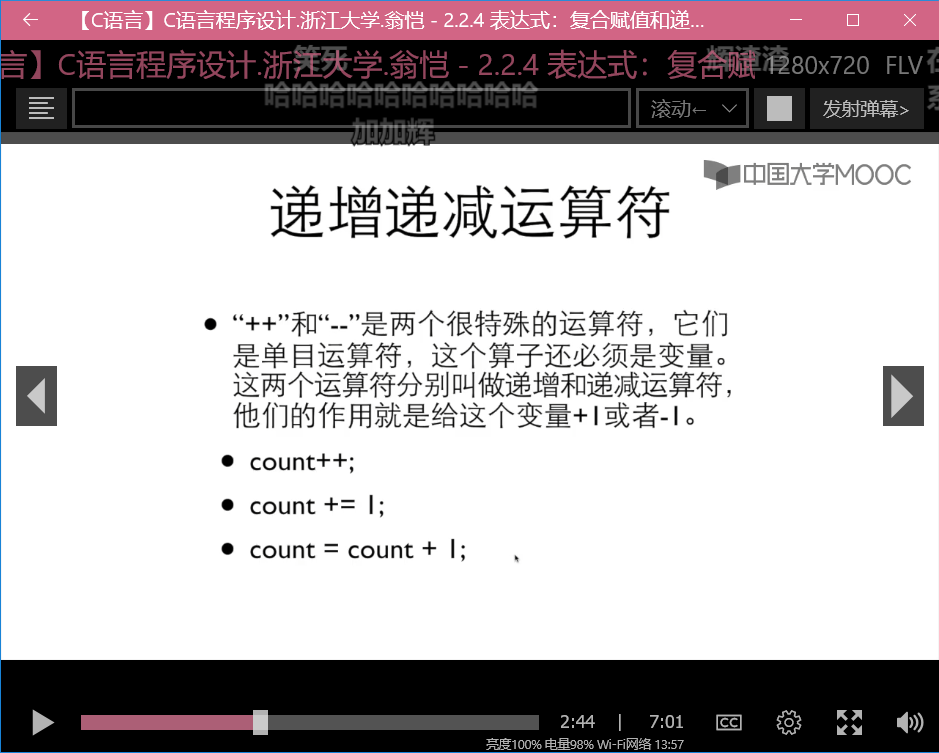 【C语言】C语言程序设计.浙江大学.翁恺 - 2.2.4 表达式：复合赋值和递...
言】C语言程序设计.浙江大学.翁恺 - 2.2.4 表达式：复合赋
1280x720 FLV
笑死
辉渣渣
哈哈哈哈哈哈哈哈哈哈
加加辉
滚动←
发射弹幕>
中国大学MOOC
递增递减运算符
“++”和“--”是两个很特殊的运算符，它们
是单目运算符，这个算子还必须是变量。
这两个运算符分别叫做递增和递减运算符，
他们的作用就是给这个变量+1或者-1。
count++;
count += 1;
count = count + 1;
2:44 | 7:01
CC
亮度100% 电量98% Wi-Fi网络 13:57